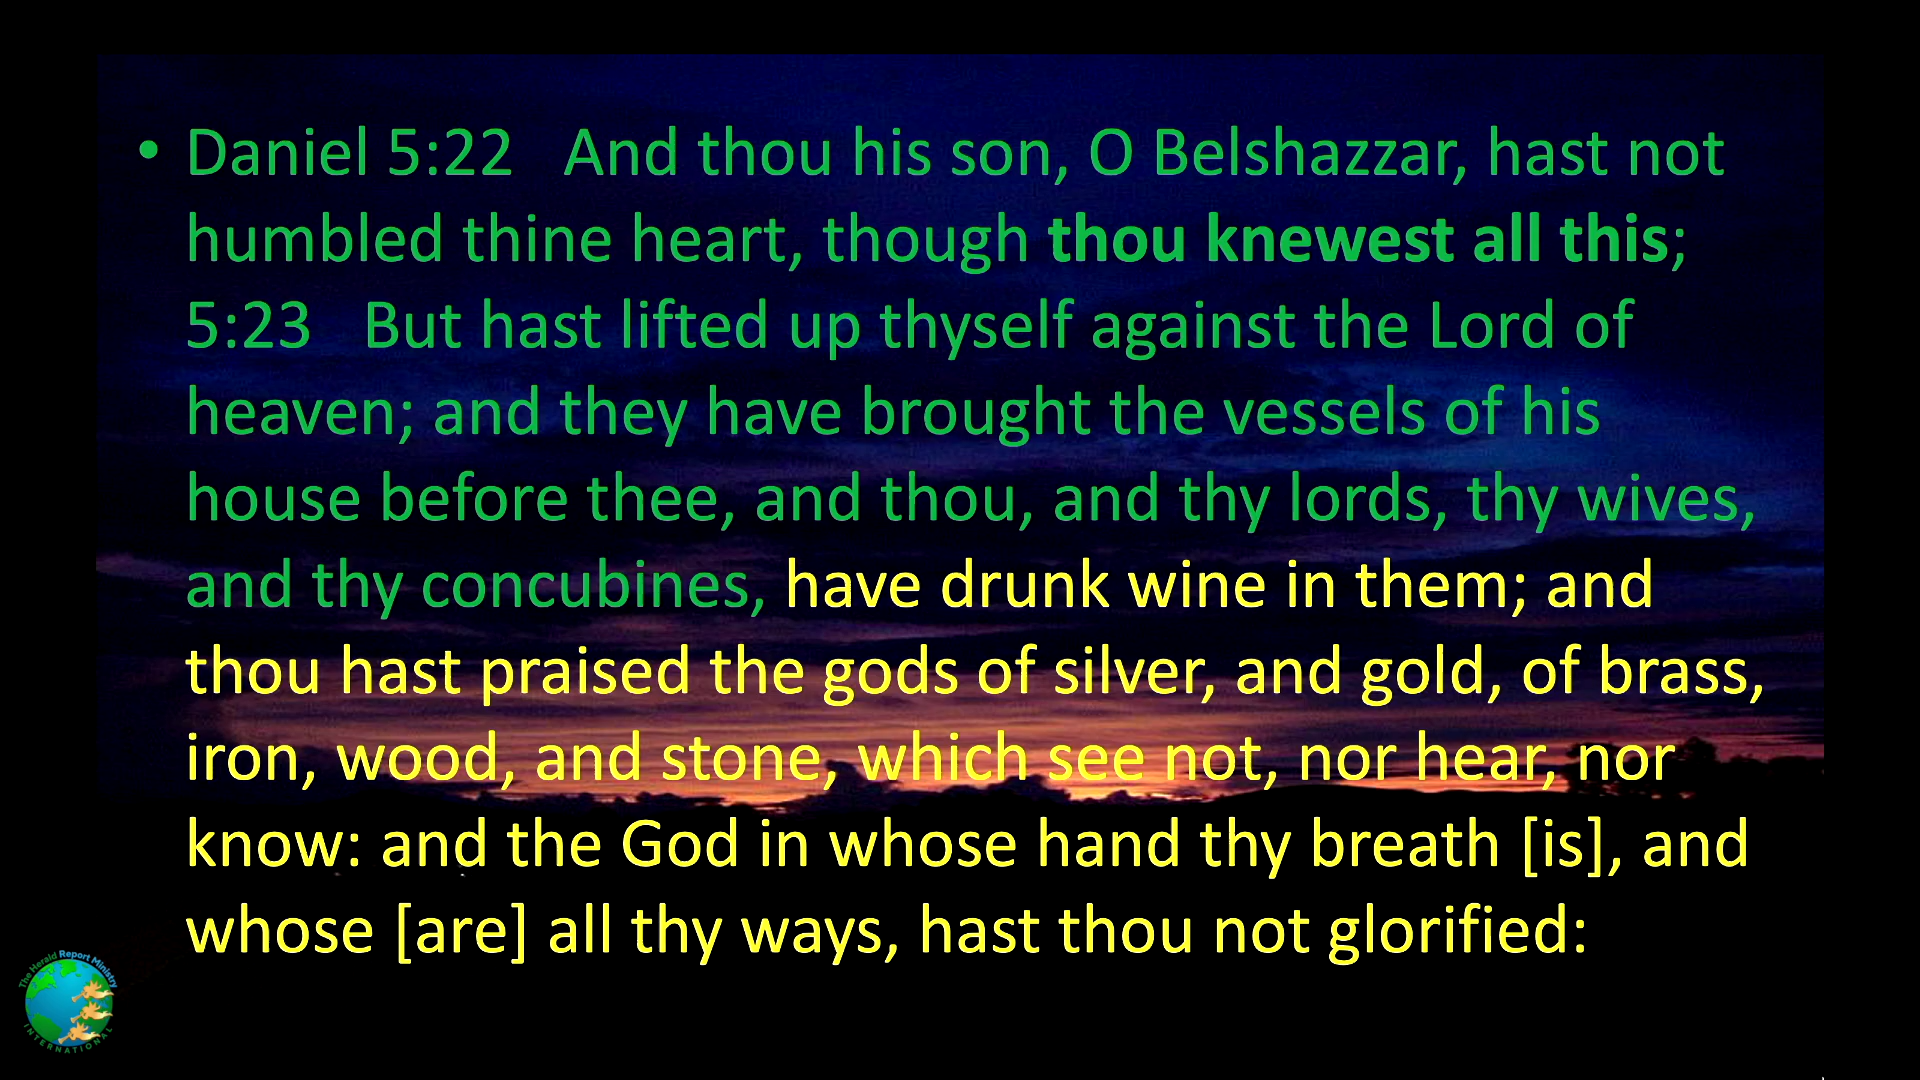 • Daniel 5:22   And thou his son, O Belshazzar, hast not
humbled thine heart, though thou knewest all this;
5:23   But hast lifted up thyself against the Lord of
heaven; and they have brought the vessels of his
house before thee, and thou, and thy lords, thy wives,
and thy concubines, have drunk wine in them; and
thou hast praised the gods of silver, and gold, of brass,
iron, wood, and stone, which see not, nor hear, nor
know: and the God in whose hand thy breath [is], and
whose [are] all thy ways, hast thou not glorified:
The Herald Report Ministry
INTERNATIONAL